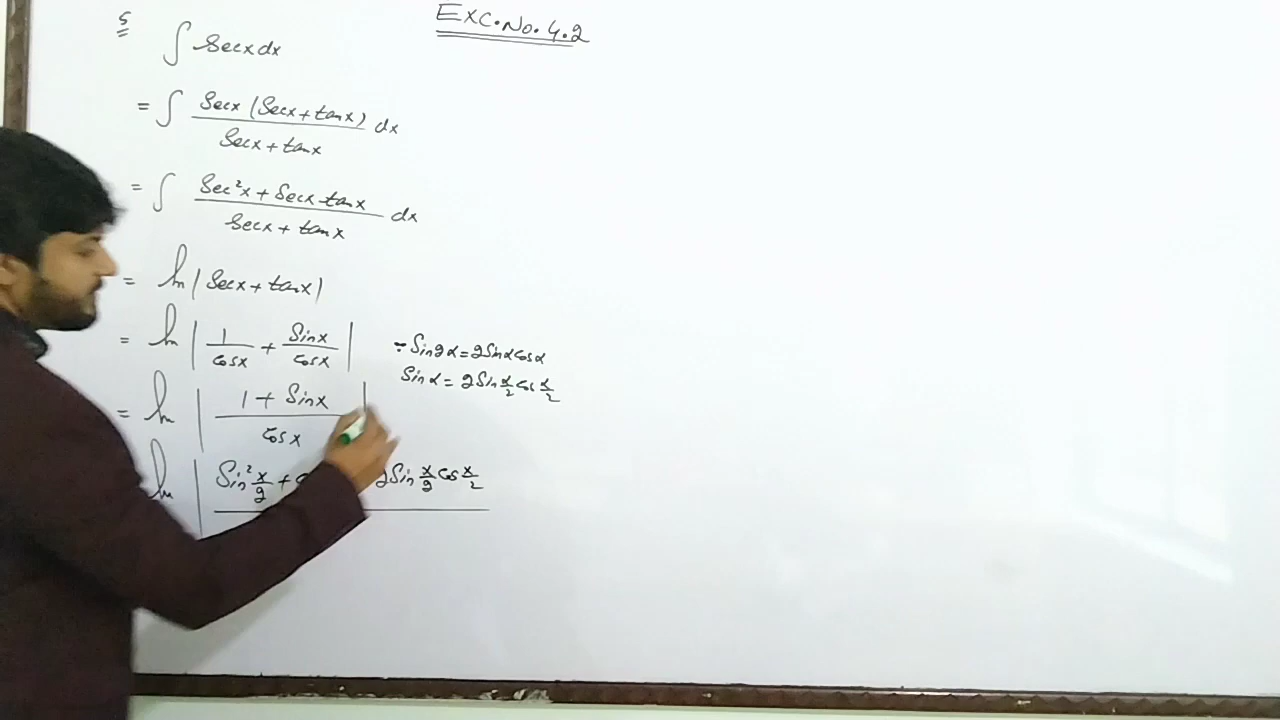 Exc.No.4.2
5
∫ Secx dx
= ∫ Secx (Secx + tanx) / Secx + tanx dx
= ∫ Sec²x + Secx tanx / Secx + tanx dx
= ln |Secx + tanx|
= ln | 1/cosx + Sinx/cosx |
∵ Sin2α = 2Sinα cosα
Sinα = 2Sin α/2 cos α/2
= ln | 1 + Sinx / cosx |
ln | Sin² x/2 + 2Sin x/2 cos x/2